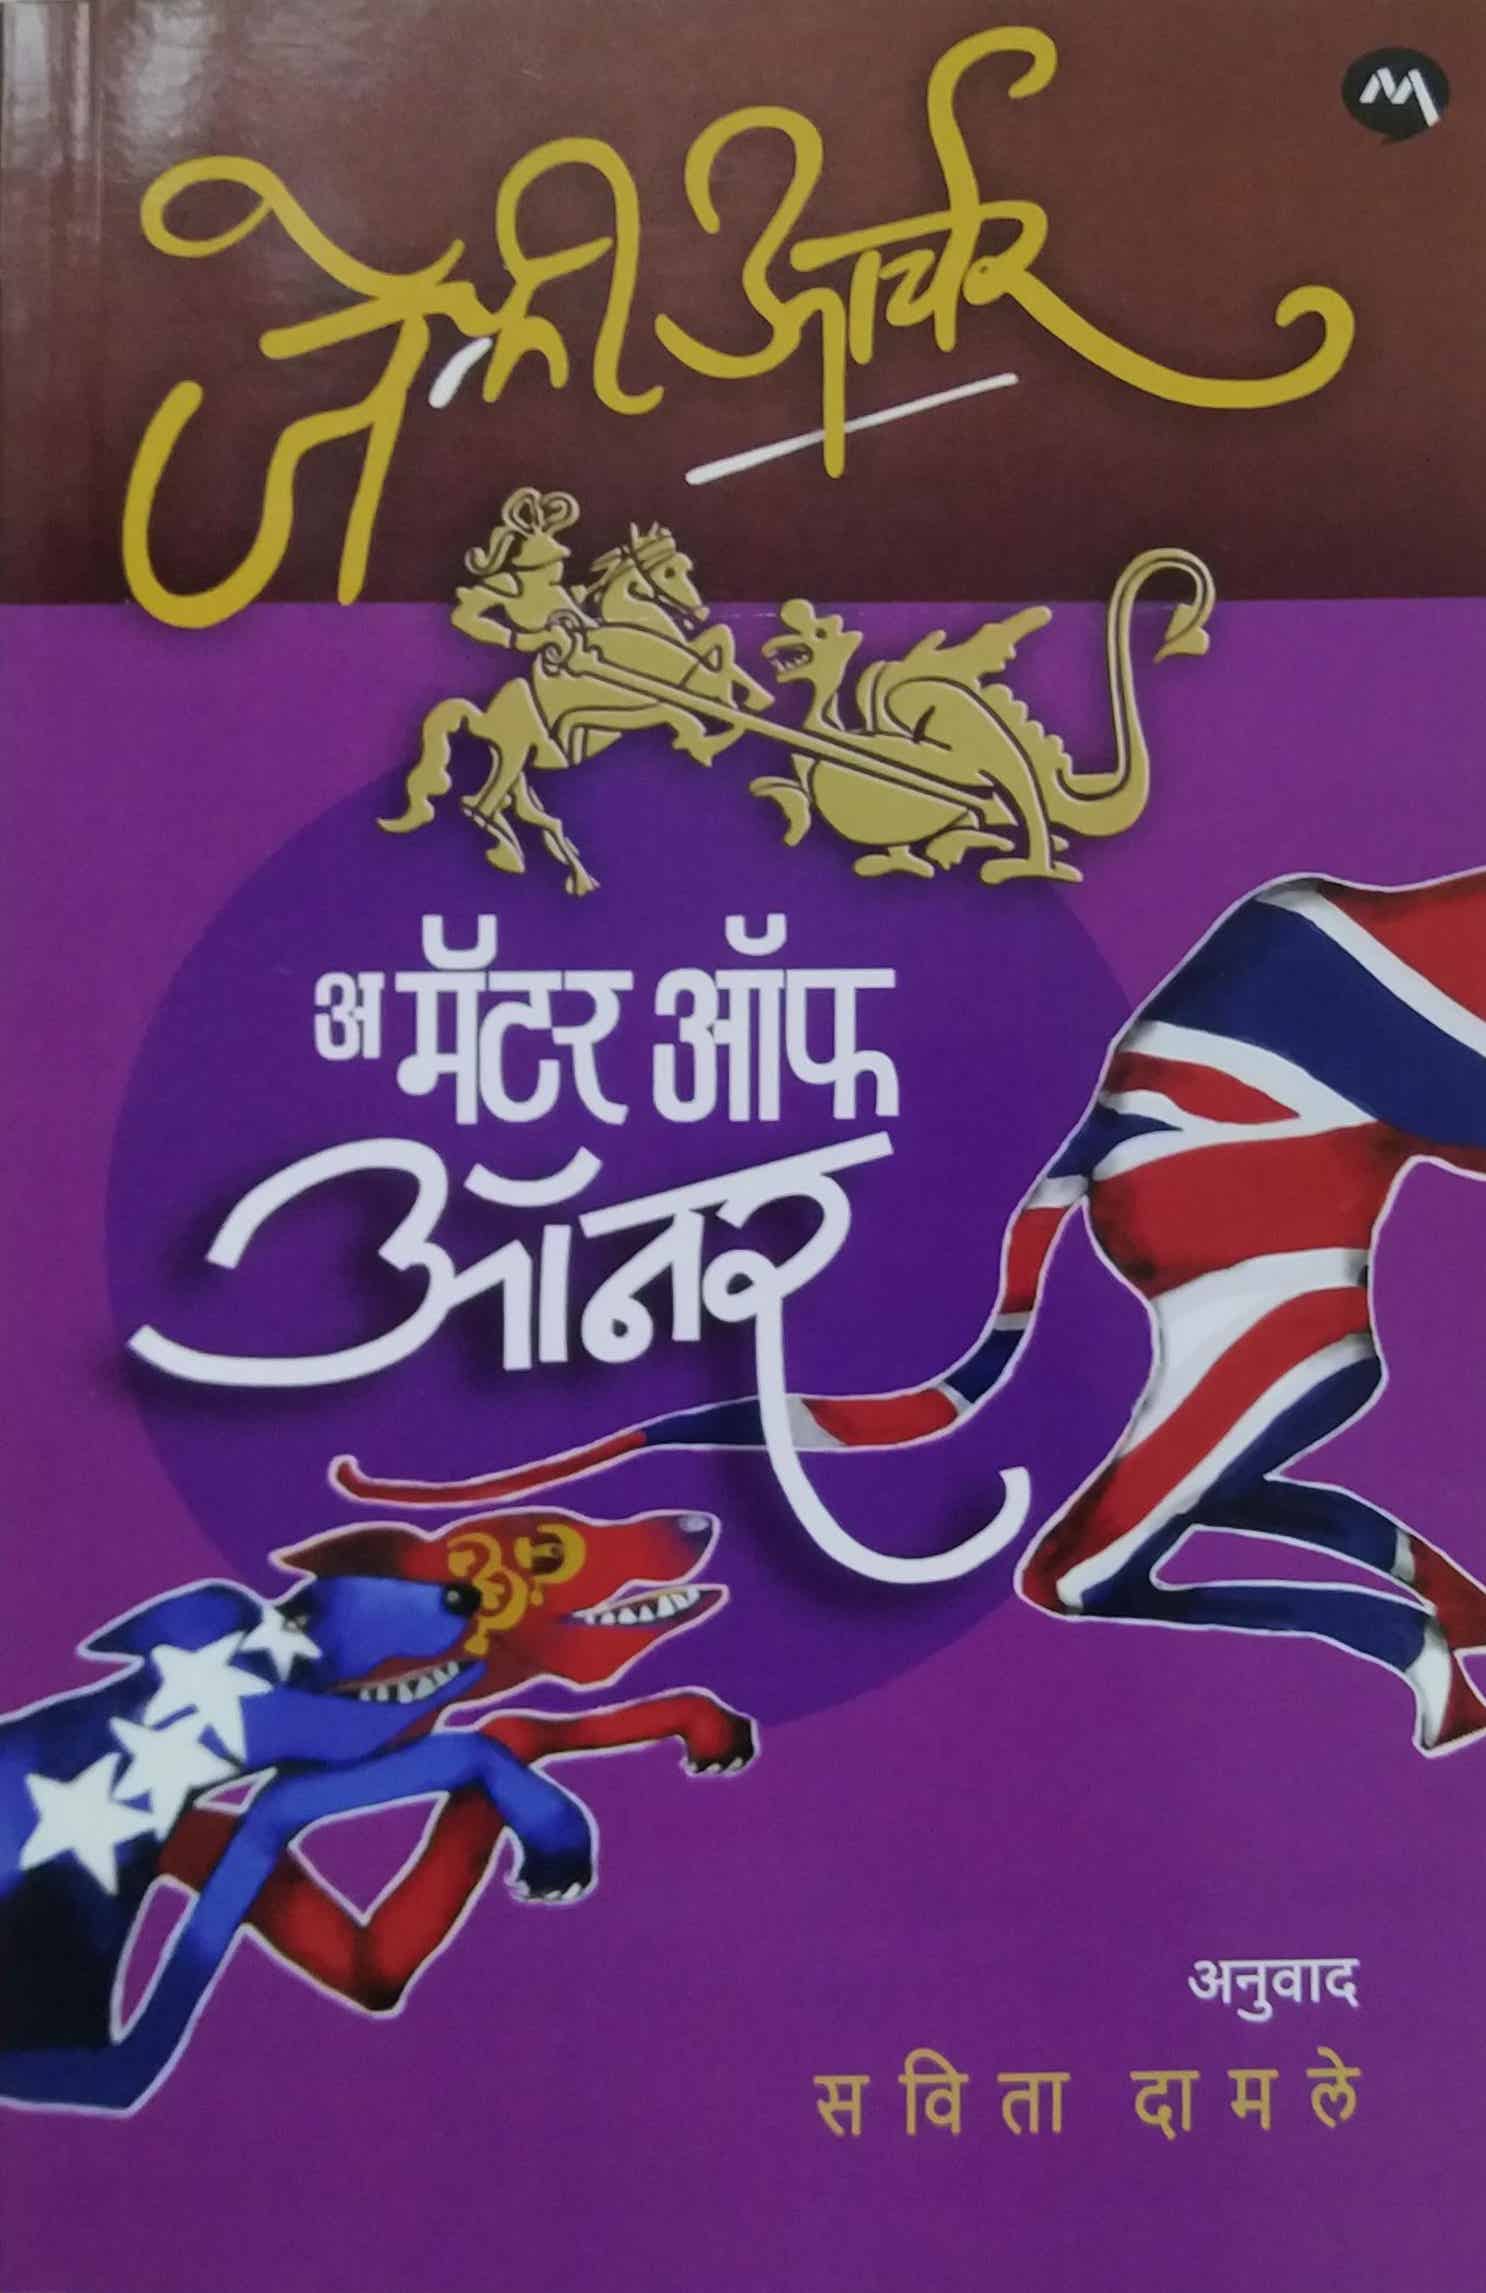 जेफ्री आर्चर
अ मॅटर ऑफ
ऑनर
अनुवाद
सविता दामले